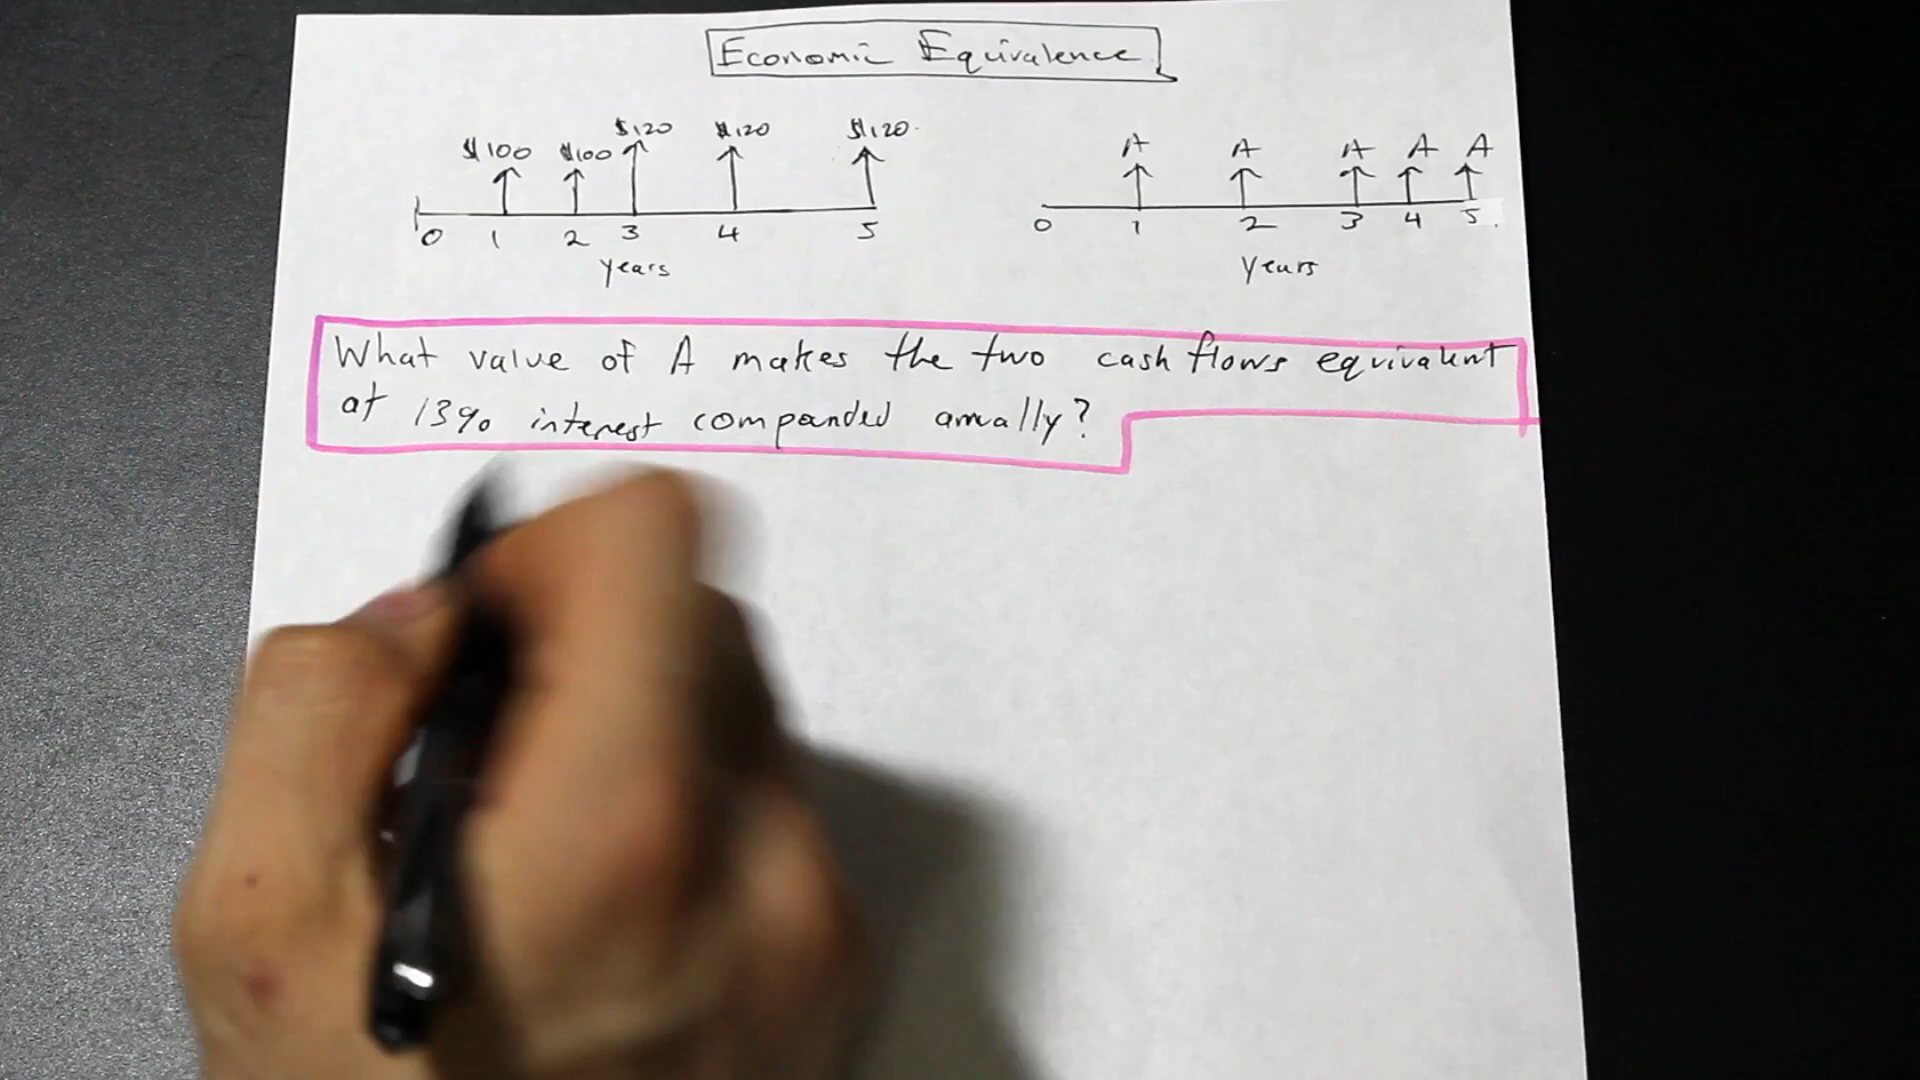 Economic Equivalence
$100 $100 $120 $120 $120
0 1 2 3 4 5
years
A A A A A
0 1 2 3 4 5
years
What value of A makes the two cash flows equivalent
at 13% interest compounded annually?